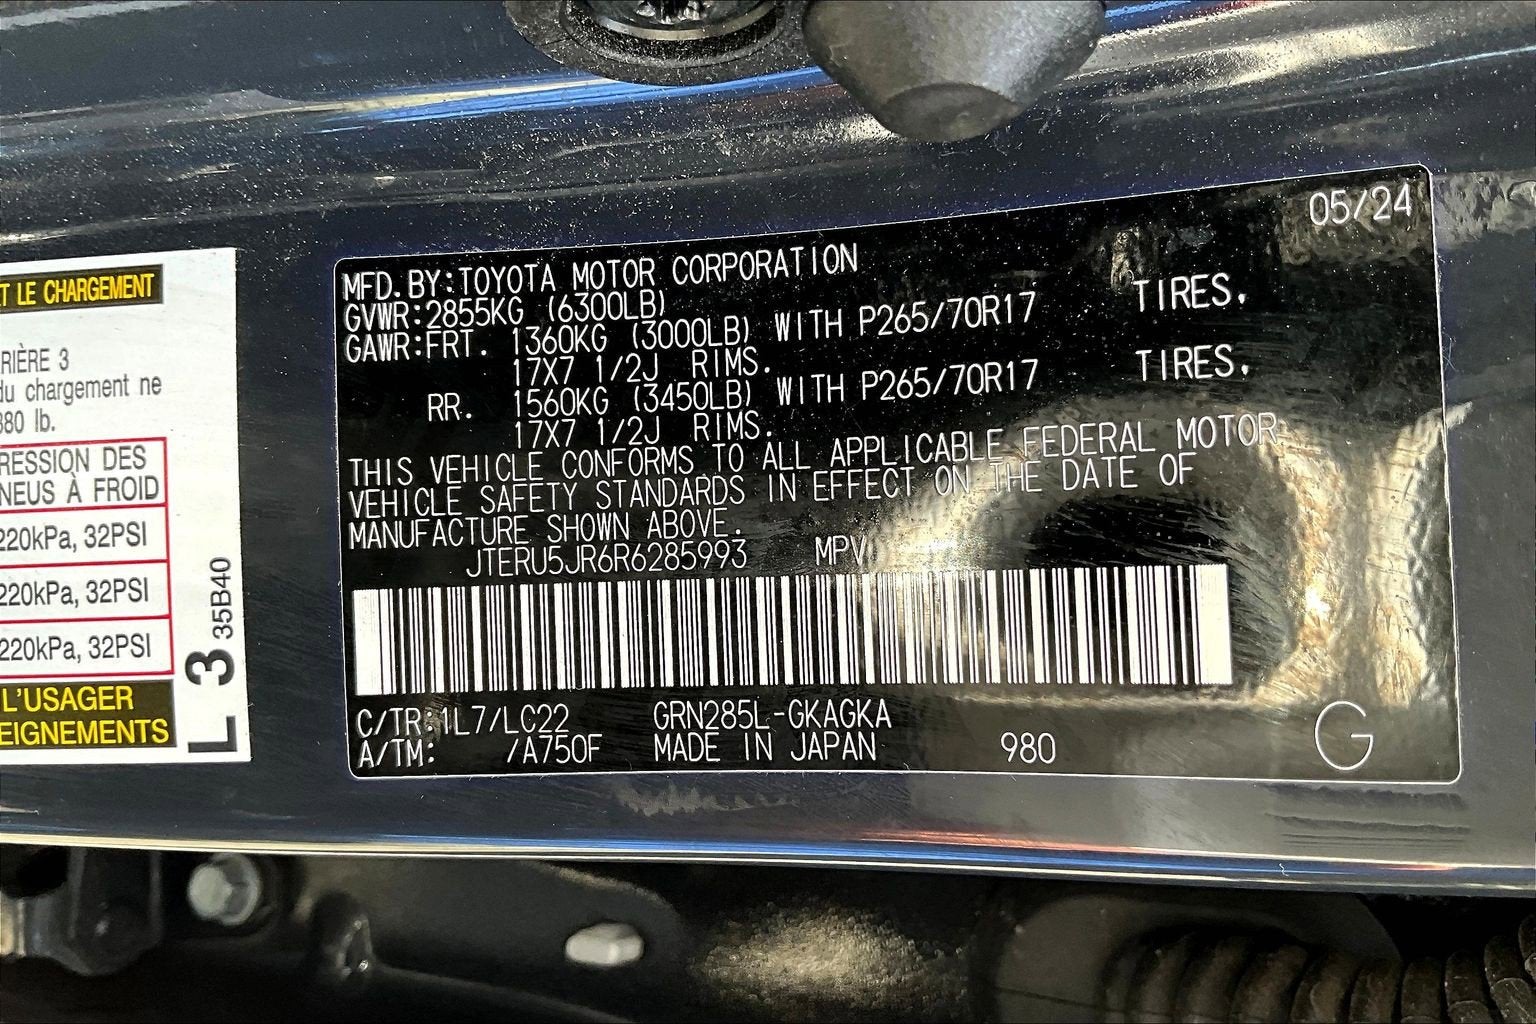 T LE CHARGEMENT
RIÈRE 3
du chargement ne
380 lb.
RESSION DES
NEUS À FROID
220kPa, 32PSI
220kPa, 32PSI
220kPa, 32PSI
L'USAGER
EIGNEMENTS
L 3 35B40
05/24
MFD. BY:TOYOTA MOTOR CORPORATION
GVWR:2855KG (6300LB)
GAWR:FRT. 1360KG (3000LB) WITH P265/70R17 TIRES.
17X7 1/2J RIMS.
RR. 1560KG (3450LB) WITH P265/70R17 TIRES.
17X7 1/2J RIMS.
THIS VEHICLE CONFORMS TO ALL APPLICABLE FEDERAL MOTOR
VEHICLE SAFETY STANDARDS IN EFFECT ON THE DATE OF
MANUFACTURE SHOWN ABOVE.
JTERU5JR6R6285993 MPV
C/TR:1L7/LC22 GRN285L-GKAGKA
A/TM: /A750F MADE IN JAPAN 980 G